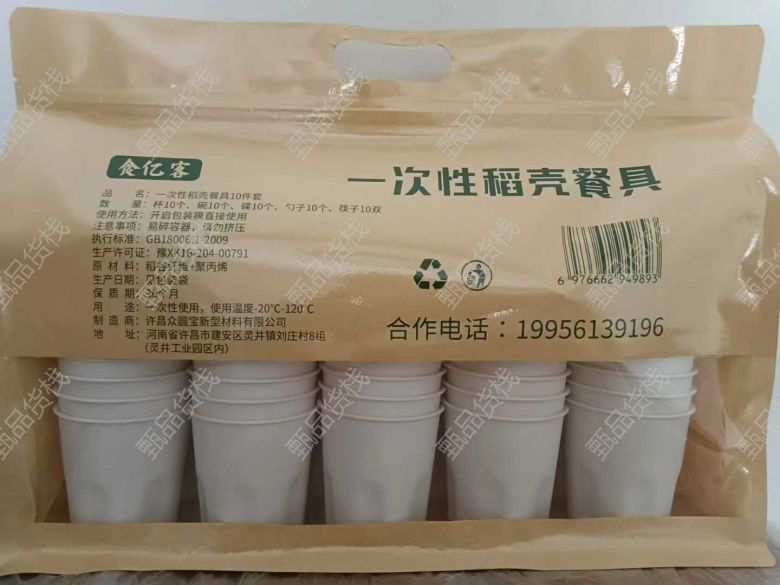 食亿客
一次性稻壳餐具
品 名：一次性稻壳餐具10件套
数 量：杯10个、碗10个、碟10个、勺子10个、筷子10双
使用方法：开启包装膜直接使用
注意事项：易碎容器，请勿挤压
执行标准：GB18006.1-2009
生产许可证：豫XK16-204-00791
原 材 料：稻谷纤维+聚丙烯
生产日期：见包装袋
保 质 期：36个月
用 途：一次性使用，使用温度-20℃-120℃
制 造 商：许昌众圆宝新型材料有限公司
地 址：河南省许昌市建安区灵井镇刘庄村8组
（灵井工业园区内）
6 976662 949893
合作电话：19956139196
甄品货栈